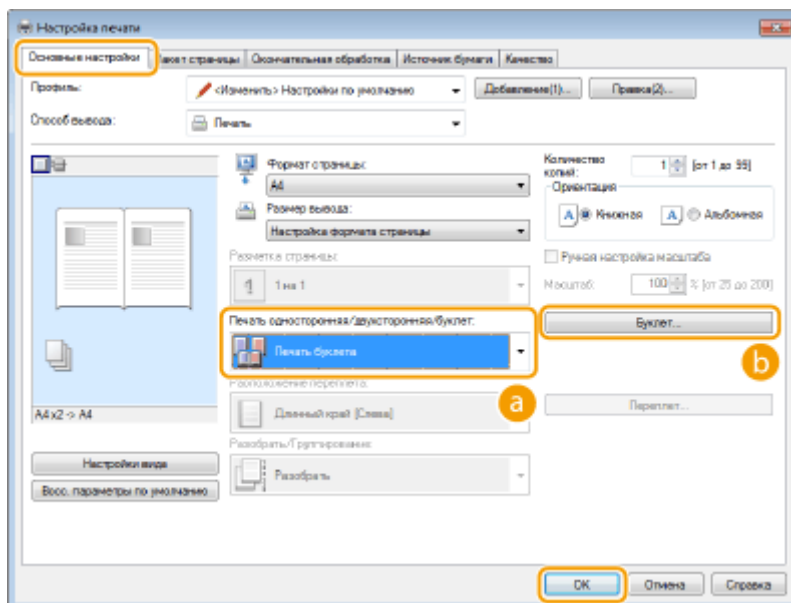 Настройка печати
Основные настройки Макет страницы Окончательная обработка Источник бумаги Качество
Профиль: <Изменить> Настройки по умолчанию Добавление(1)... Правка(2)...
Способ вывода: Печать
Формат страницы:
A4
Размер вывода:
Настройка формата страницы
Разметка страницы:
1 на 1
Печать односторонняя/двухсторонняя/буклет:
Печать буклета
a
Расположение переплета:
Длинный край [Слева]
Разобрать/Группирование:
Разобрать
Количество копий: 1 [от 1 до 99]
Ориентация
A Книжная A Альбомная
Ручная настройка масштаба
Масштаб: 100 % [от 25 до 200]
Буклет...
b
Переплет...
A4x2 -> A4
Настройки вида
Восс. параметры по умолчанию
OK Отмена Справка